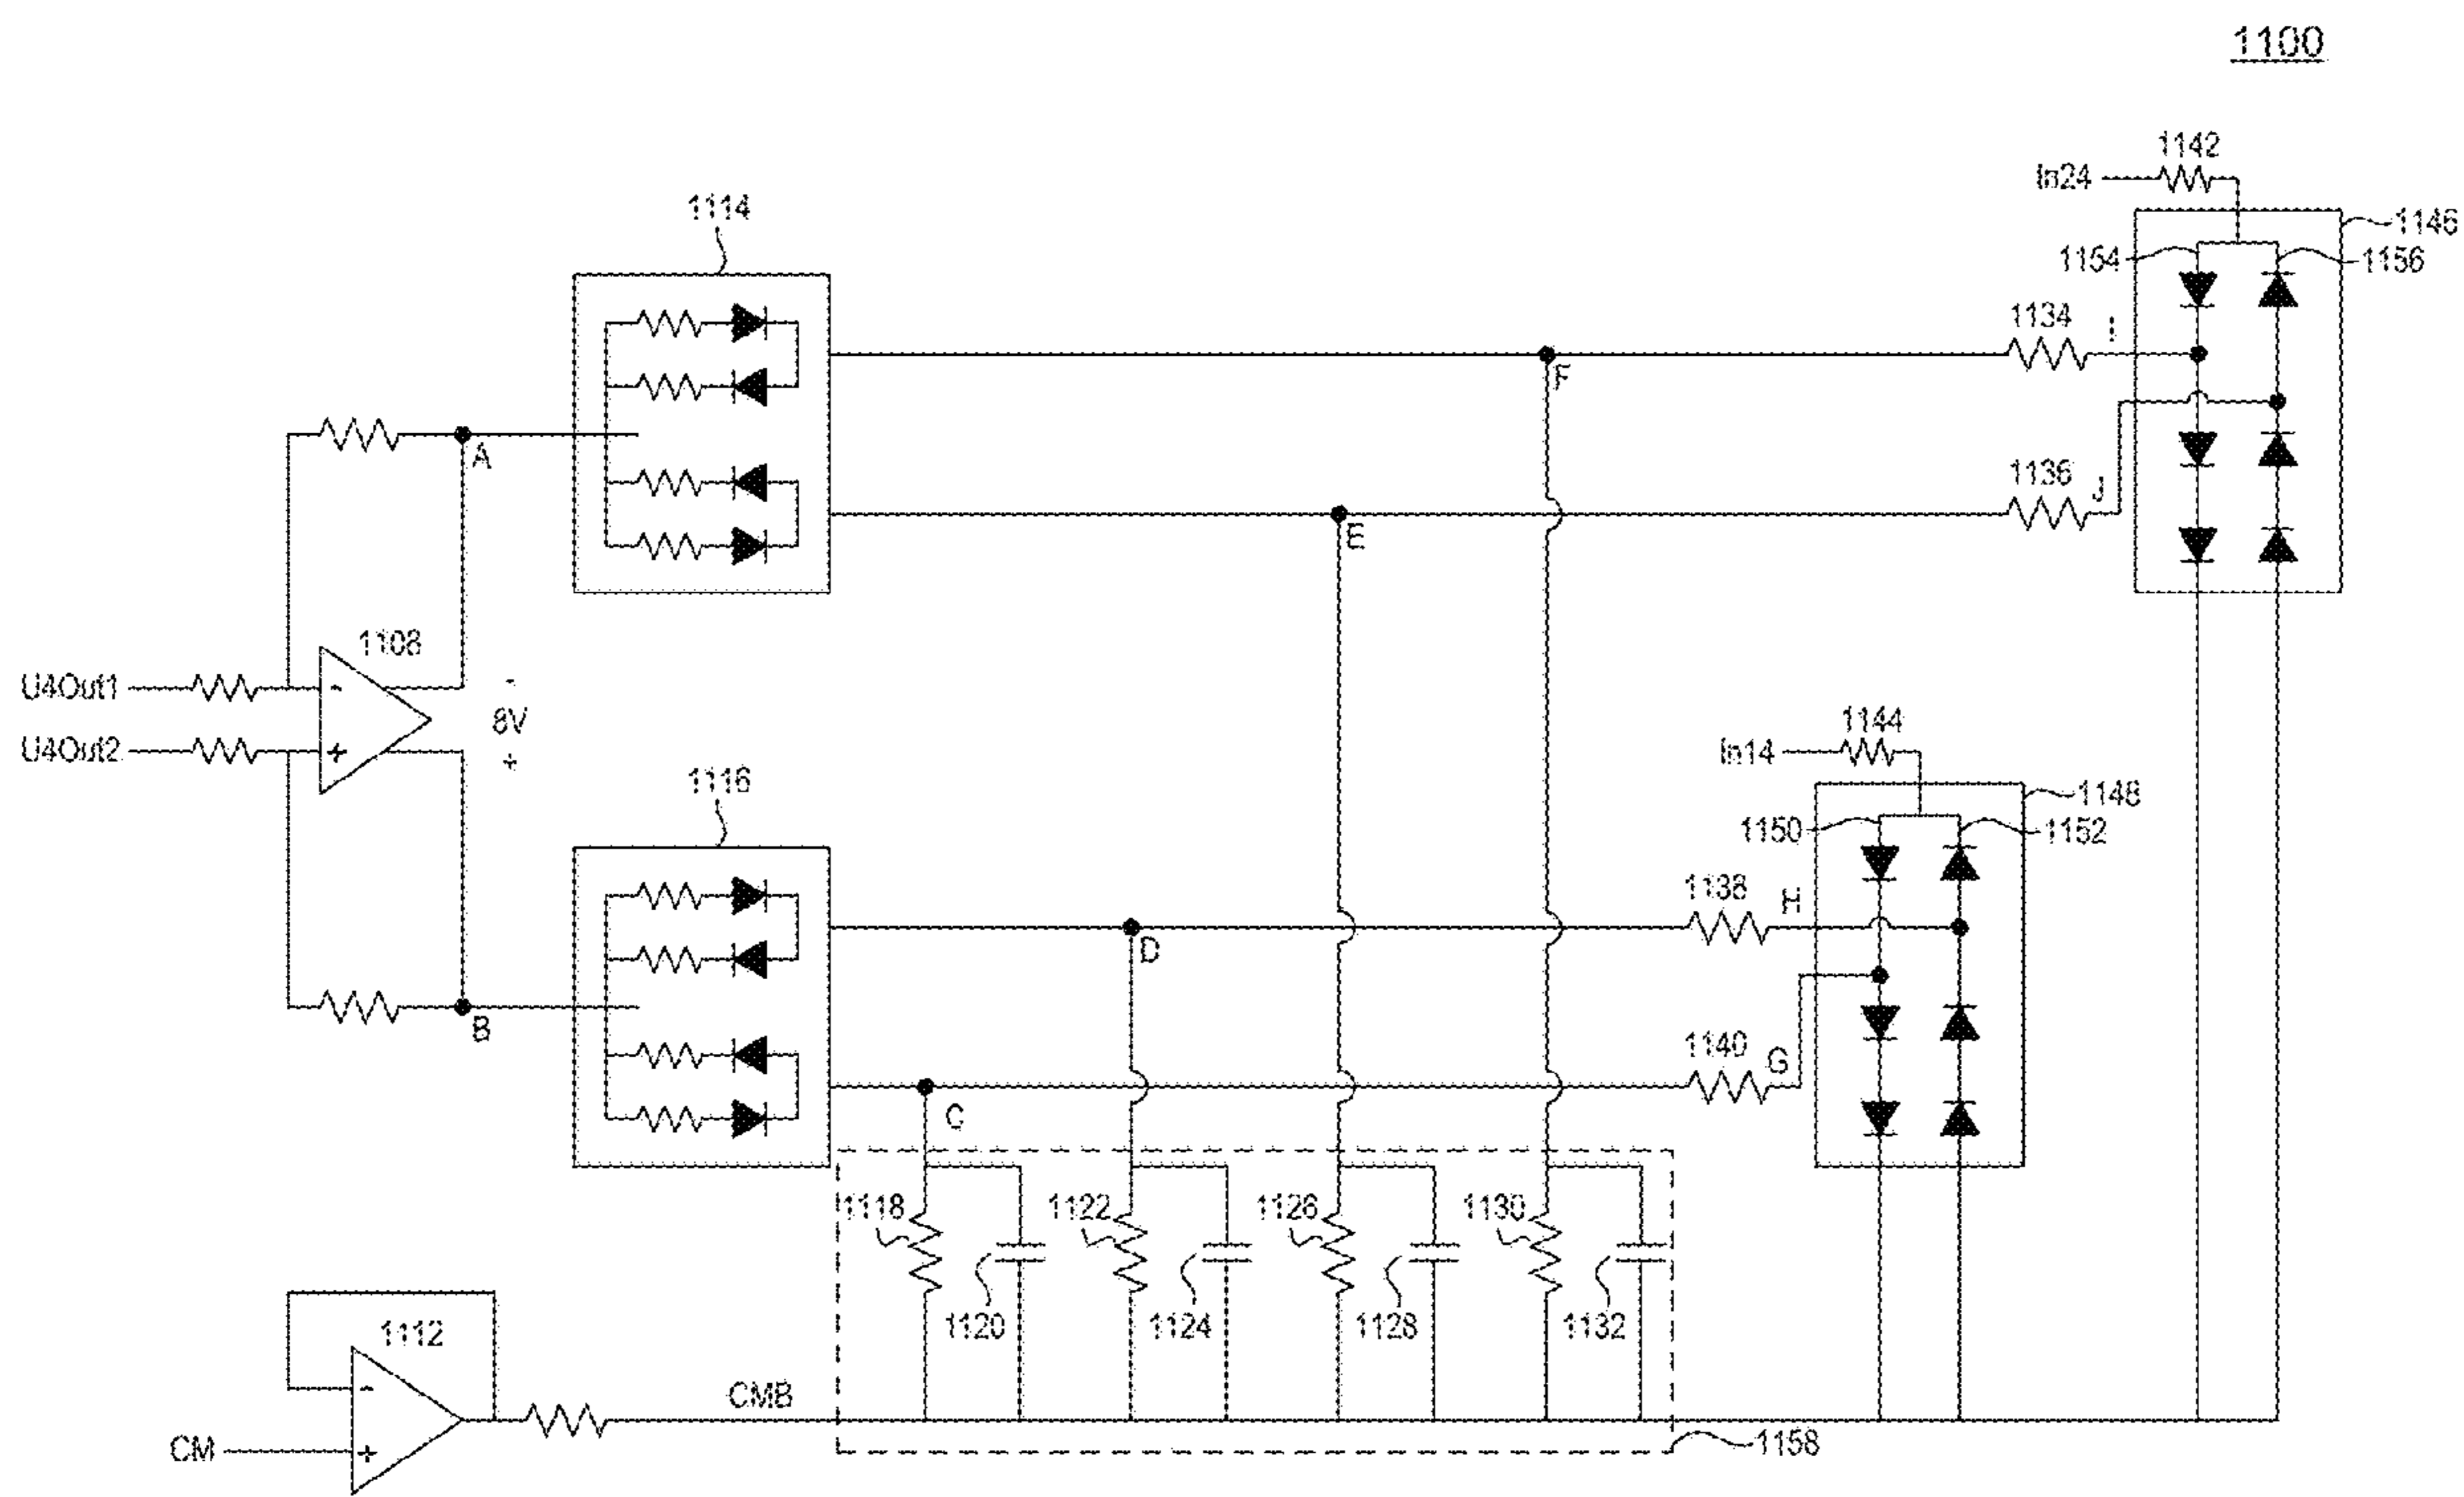 1100
1142
In24
1146
1114
1154
1156
1134
I
F
A
1136
J
E
1108
U4Out1
-
-
8V
1144
U4Out2
+
+
In14
1116
1148
1150
1152
1138
H
D
B
1140
G
C
1118
1122
1126
1130
1120
1124
1128
1132
1112
-
CMB
CM
+
1158